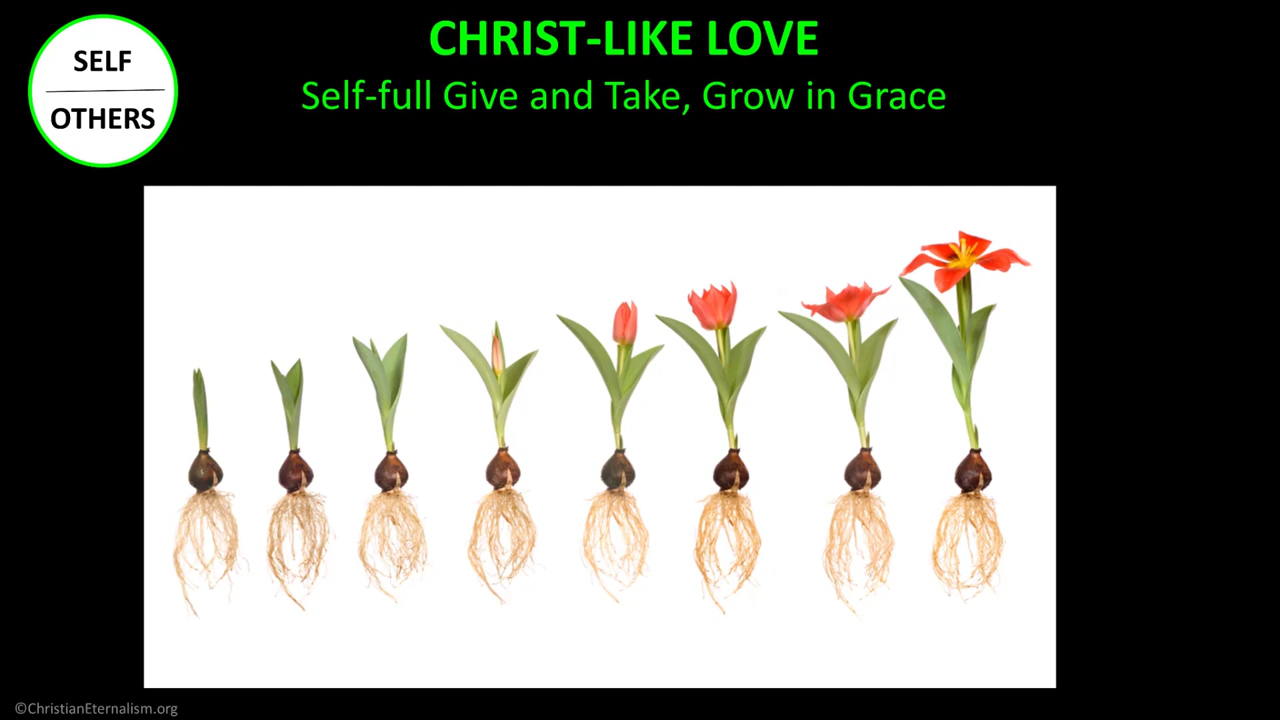 SELF
OTHERS
CHRIST-LIKE LOVE
Self-full Give and Take, Grow in Grace
©ChristianEternalism.org